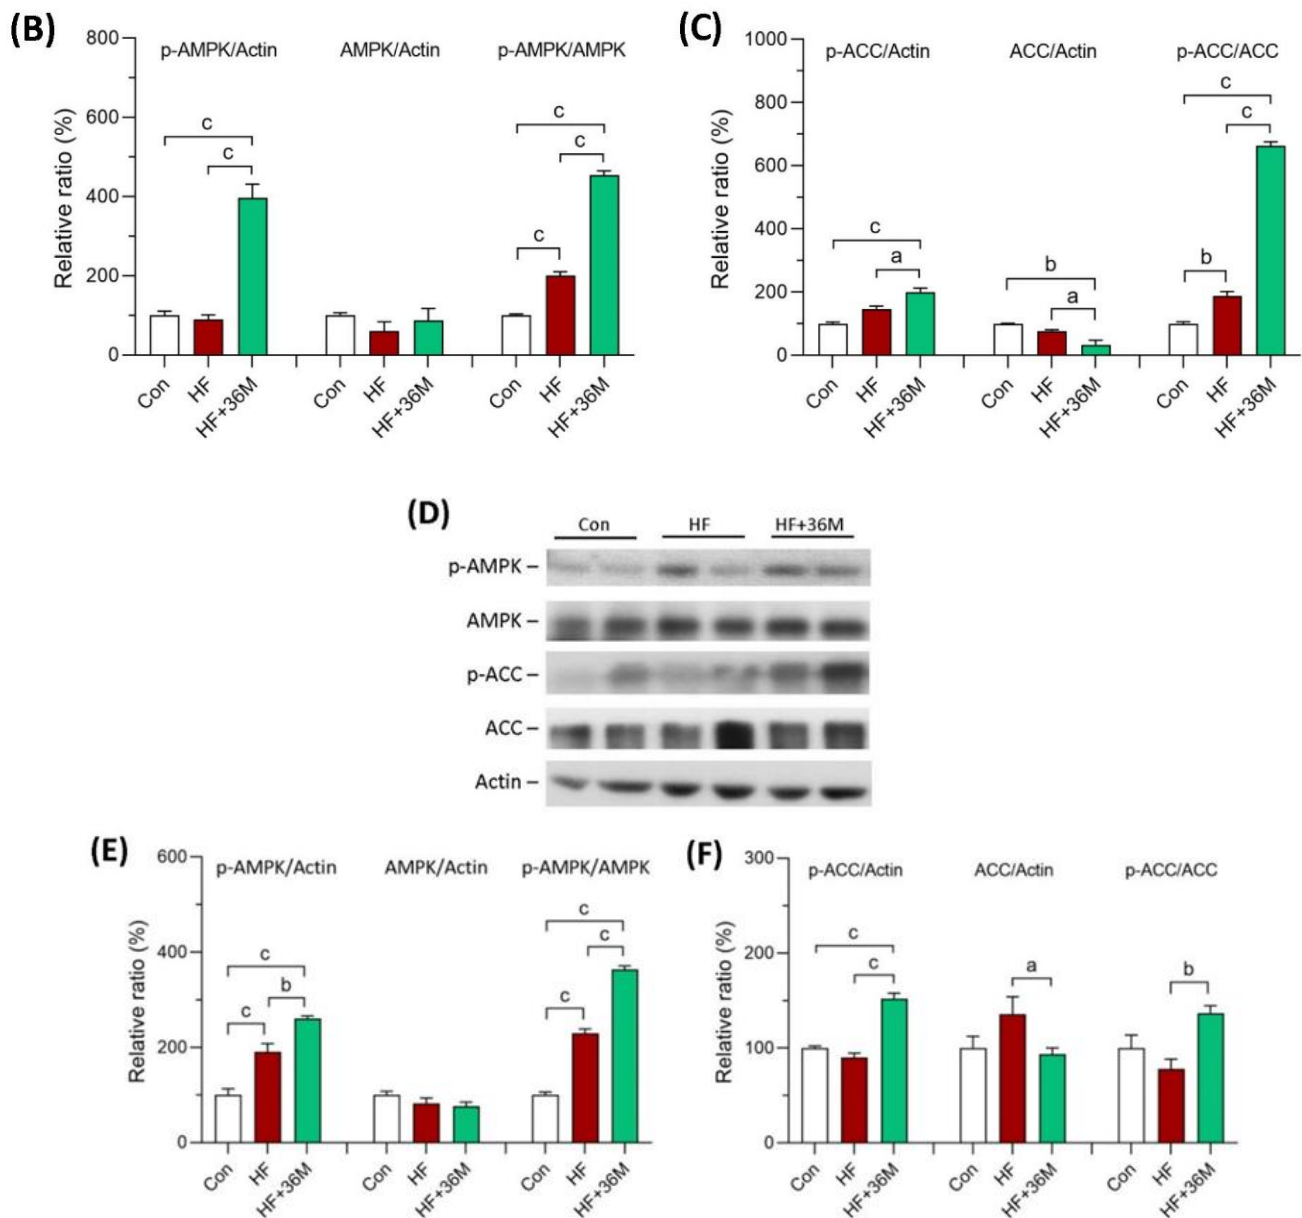 (B)
800
600
400
200
0
Relative ratio (%)
p-AMPK/Actin AMPK/Actin p-AMPK/AMPK
c
c
c
c
c
Con HF HF+36M Con HF HF+36M Con HF HF+36M
(C)
1000
800
600
400
200
0
Relative ratio (%)
p-ACC/Actin ACC/Actin p-ACC/ACC
c
a
b
a
c
c
b
Con HF HF+36M Con HF HF+36M Con HF HF+36M
(D)
Con HF HF+36M
p-AMPK –
AMPK –
p-ACC –
ACC –
Actin –
(E)
600
400
200
0
Relative ratio (%)
p-AMPK/Actin AMPK/Actin p-AMPK/AMPK
c
b
c
c
c
c
Con HF HF+36M Con HF HF+36M Con HF HF+36M
(F)
300
200
100
0
Relative ratio (%)
p-ACC/Actin ACC/Actin p-ACC/ACC
c
c
a
b
Con HF HF+36M Con HF HF+36M Con HF HF+36M